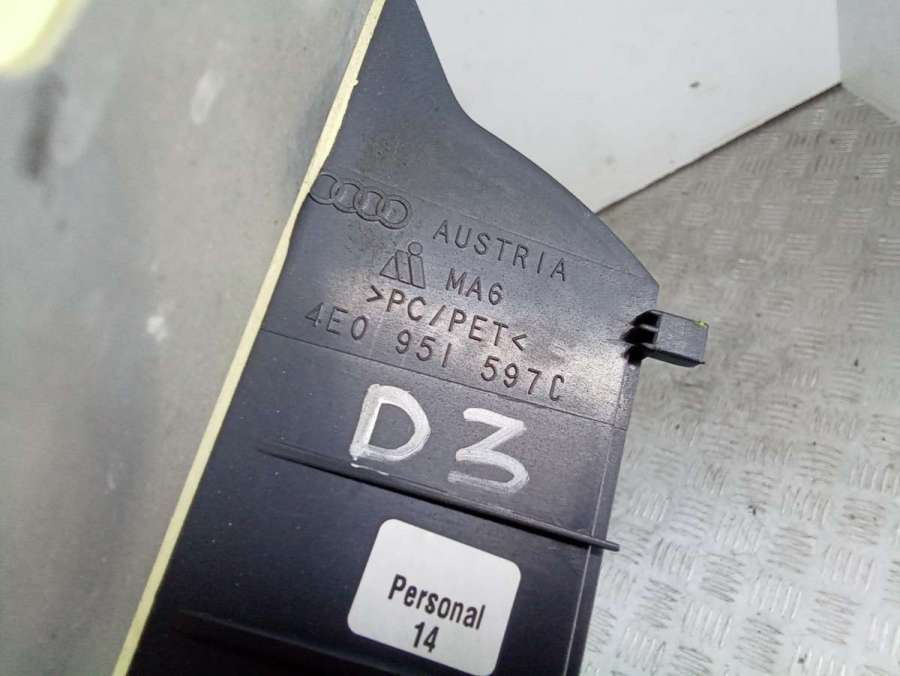 AUSTRIA
MA6
>PC/PET<
4E0 951 597C
D3
Personal
14